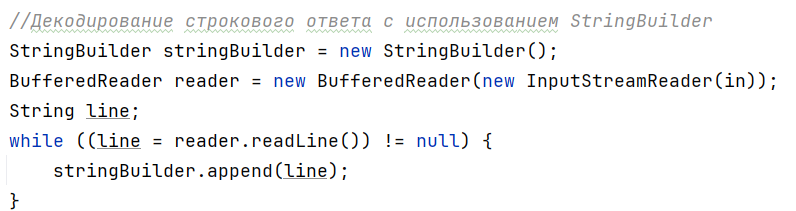 //Декодирование строкового ответа с использованием StringBuilder
StringBuilder stringBuilder = new StringBuilder();
BufferedReader reader = new BufferedReader(new InputStreamReader(in));
String line;
while ((line = reader.readLine()) != null) {
    stringBuilder.append(line);
}